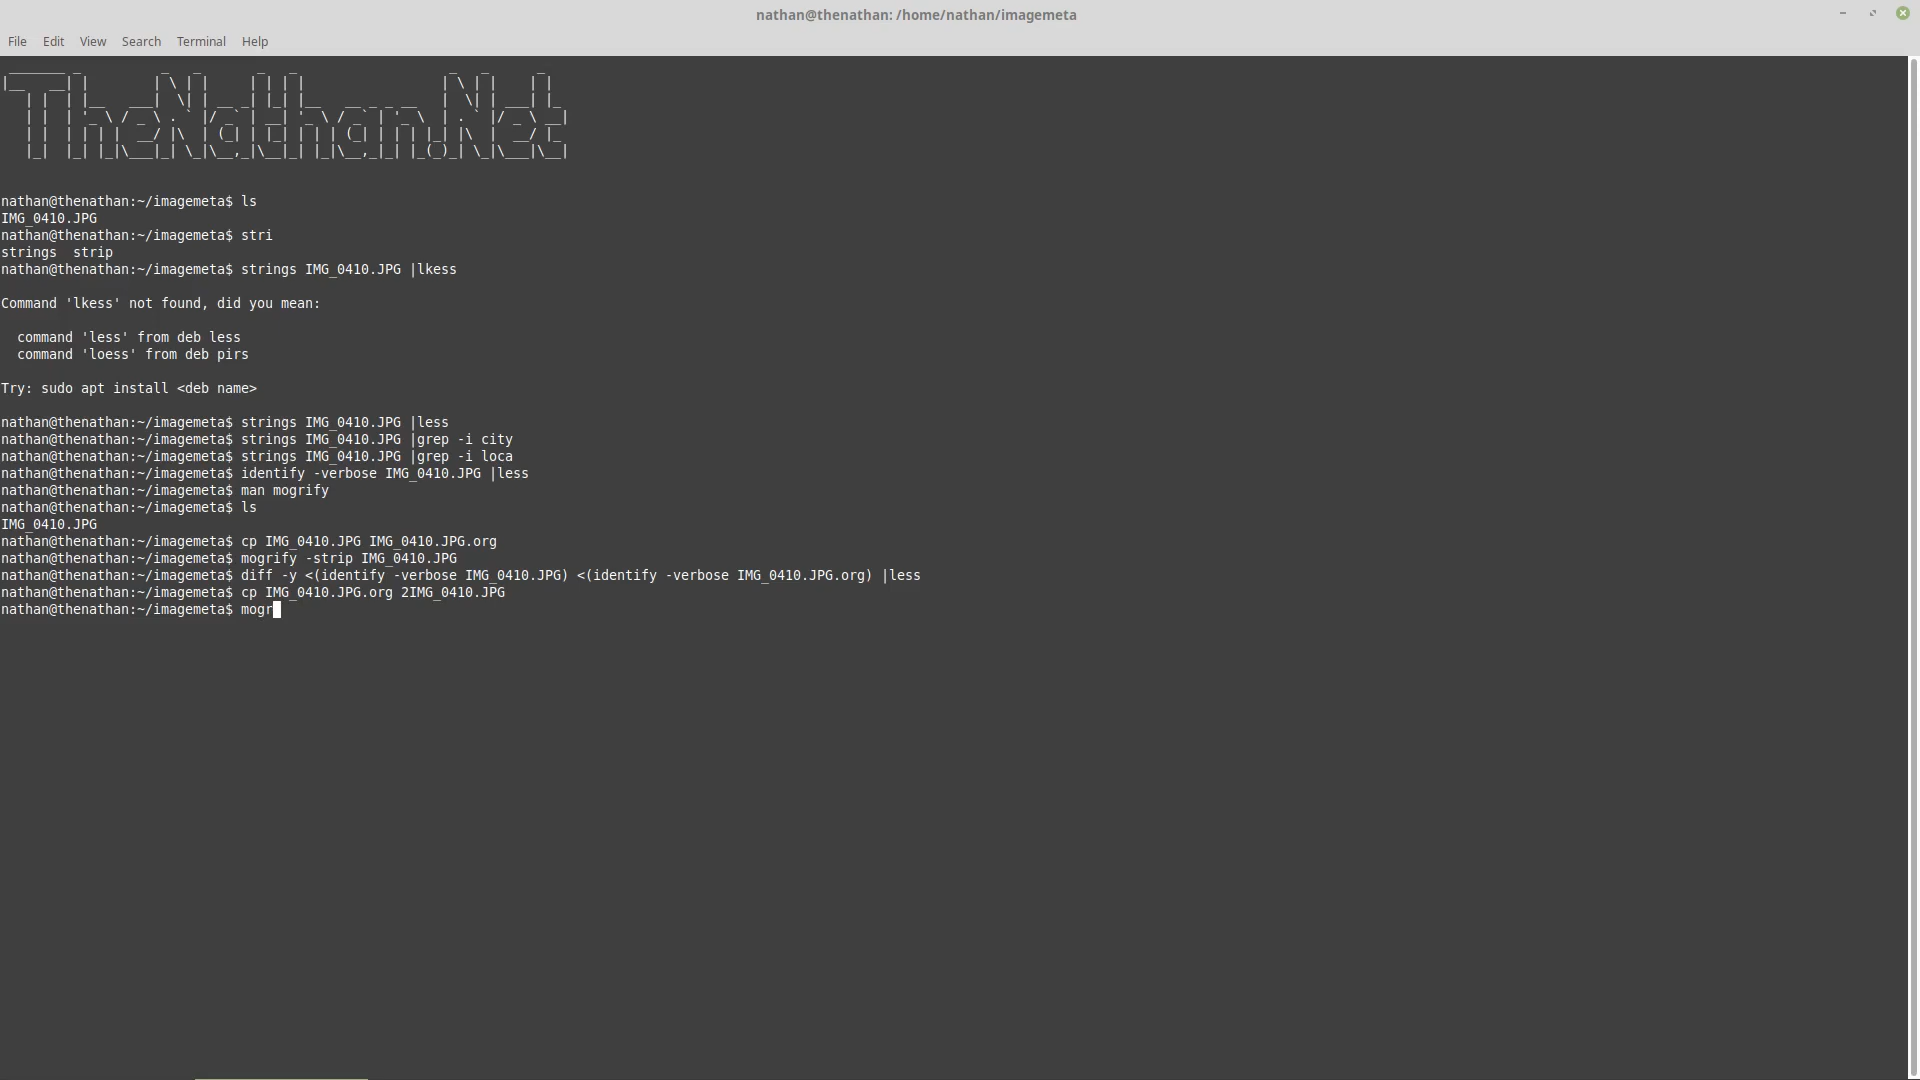 nathan@thenathan: /home/nathan/imagemeta
File Edit View Search Terminal Help
TheNathan.Net
nathan@thenathan:~/imagemeta$ ls
IMG_0410.JPG
nathan@thenathan:~/imagemeta$ stri
strings  strip
nathan@thenathan:~/imagemeta$ strings IMG_0410.JPG |lkess
Command 'lkess' not found, did you mean:
command 'less' from deb less
command 'loess' from deb pirs
Try: sudo apt install <deb name>
nathan@thenathan:~/imagemeta$ strings IMG_0410.JPG |less
nathan@thenathan:~/imagemeta$ strings IMG_0410.JPG |grep -i city
nathan@thenathan:~/imagemeta$ strings IMG_0410.JPG |grep -i loca
nathan@thenathan:~/imagemeta$ identify -verbose IMG_0410.JPG |less
nathan@thenathan:~/imagemeta$ man mogrify
nathan@thenathan:~/imagemeta$ ls
IMG_0410.JPG
nathan@thenathan:~/imagemeta$ cp IMG_0410.JPG IMG_0410.JPG.org
nathan@thenathan:~/imagemeta$ mogrify -strip IMG_0410.JPG
nathan@thenathan:~/imagemeta$ diff -y <(identify -verbose IMG_0410.JPG) <(identify -verbose IMG_0410.JPG.org) |less
nathan@thenathan:~/imagemeta$ cp IMG_0410.JPG.org 2IMG_0410.JPG
nathan@thenathan:~/imagemeta$ mogr